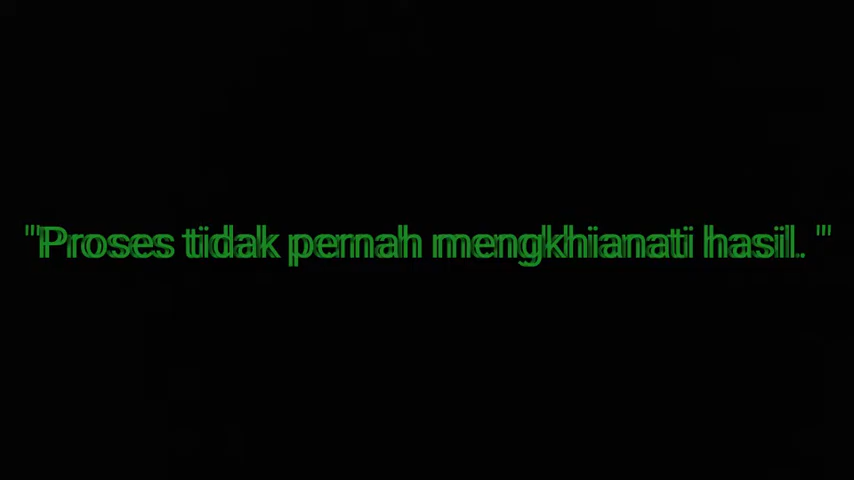 "Proses tidak pernah mengkhianati hasil. "